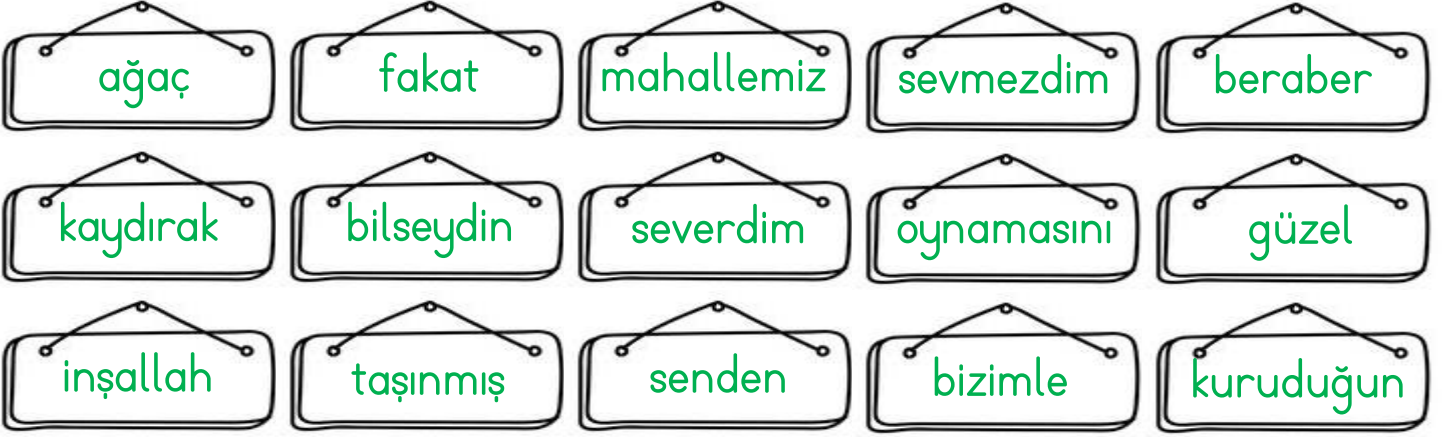 ağaç fakat mahallemiz sevmezdim beraber
kaydırak bilseydin severdim oynamasını güzel
inşallah taşınmış senden bizimle kuruduğun